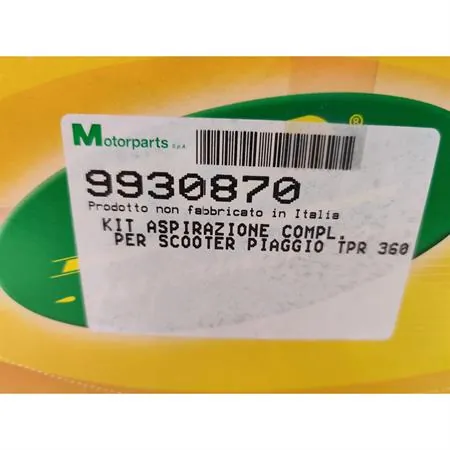 Motorparts S.p.A.
®
9930870
Prodotto non fabbricato in Italia
KIT ASPIRAZIONE COMPL.
PER SCOOTER PIAGGIO TPR 360